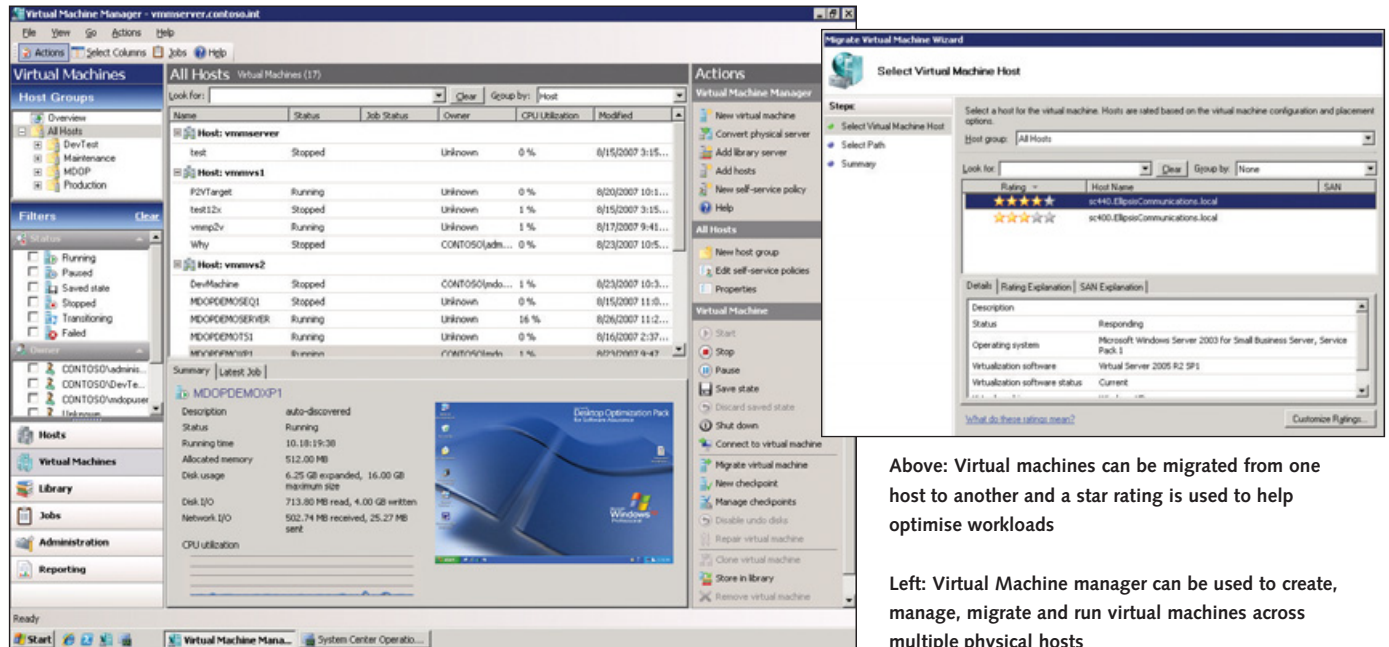 Virtual Machine Manager - vmmserver.contoso.int
File View Go Actions Help
Actions Select Columns Jobs Help
Virtual Machines
Host Groups
Overview
All Hosts
DevTest
Maintenance
MDOP
Production
Filters Clear
Status
Running
Paused
Saved state
Stopped
Transitioning
Failed
Owner
CONTOSO\adminis...
CONTOSO\DevTe...
CONTOSO\mdopuser
Unknown
Hosts
Virtual Machines
Library
Jobs
Administration
Reporting
All Hosts Virtual Machines (17)
Look for: Clear Group by: Host
Name Status Job Status Owner CPU Utilization Modified
Host: vmmserver
test Stopped Unknown 0 % 8/15/2007 3:15...
Host: vmmvs1
P2VTarget Running Unknown 0 % 8/20/2007 10:1...
test12x Stopped Unknown 1 % 8/15/2007 3:15...
vmmp2v Running Unknown 1 % 8/17/2007 9:41...
Why Stopped CONTOSO\adm... 0 % 8/23/2007 10:5...
Host: vmmvs2
DevMachine Stopped CONTOSO\mdo... 1 % 8/23/2007 10:3...
MDOPDEMOSEQ1 Stopped Unknown 0 % 8/15/2007 11:0...
MDOPDEMOSERVER Running Unknown 16 % 8/26/2007 11:2...
MDOPDEMOTS1 Running Unknown 0 % 8/16/2007 2:37...
MDOPDEMOXP1 Running CONTOSO\mdo 1 % 8/23/2007 9:47
Summary Latest Job
MDOPDEMOXP1
Description auto-discovered
Status Running
Running time 10.18:19:38
Allocated memory 512.00 MB
Disk usage 6.25 GB expanded, 16.00 GB
maximum size
Disk I/O 713.80 MB read, 4.00 GB written
Network I/O 502.74 MB received, 25.27 MB
sent
CPU utilization
Desktop Optimization Pack
for Software Assurance
Windows
Professional
Actions
Virtual Machine Manager
New virtual machine
Convert physical server
Add library server
Add hosts
New self-service policy
Help
All Hosts
New host group
Edit self-service policies
Properties
Virtual Machine
Start
Stop
Pause
Save state
Discard saved state
Shut down
Connect to virtual machine
Migrate virtual machine
New checkpoint
Manage checkpoints
Disable undo disks
Repair virtual machine
Clone virtual machine
Store in library
Remove virtual machine
Ready
Start Virtual Machine Mana... System Center Operatio...
Migrate Virtual Machine Wizard
Select Virtual Machine Host
Steps:
Select Virtual Machine Host
Select Path
Summary
Select a host for the virtual machine. Hosts are rated based on the virtual machine configuration and placement
options.
Host group: All Hosts
Look for: Clear Group by: None
Rating Host Name SAN
sc440.EllipsisCommunications.local
sc400.EllipsisCommunications.local
Details Rating Explanation SAN Explanation
Description
Status Responding
Operating system Microsoft Windows Server 2003 for Small Business Server, Service
Pack 1
Virtualization software Virtual Server 2005 R2 SP1
Virtualization software status Current
What do these ratings mean? Customize Ratings...
Above: Virtual machines can be migrated from one
host to another and a star rating is used to help
optimise workloads
Left: Virtual Machine manager can be used to create,
manage, migrate and run virtual machines across
multiple physical hosts